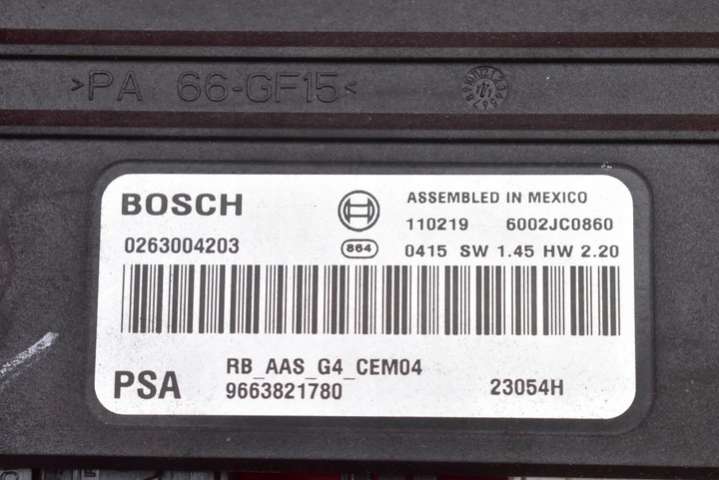 >PA 66-GF15<
BOSCH
ASSEMBLED IN MEXICO
110219 6002JC0860
0263004203
864
0415 SW 1.45 HW 2.20
RB_AAS_G4_CEM04
PSA
9663821780
23054H